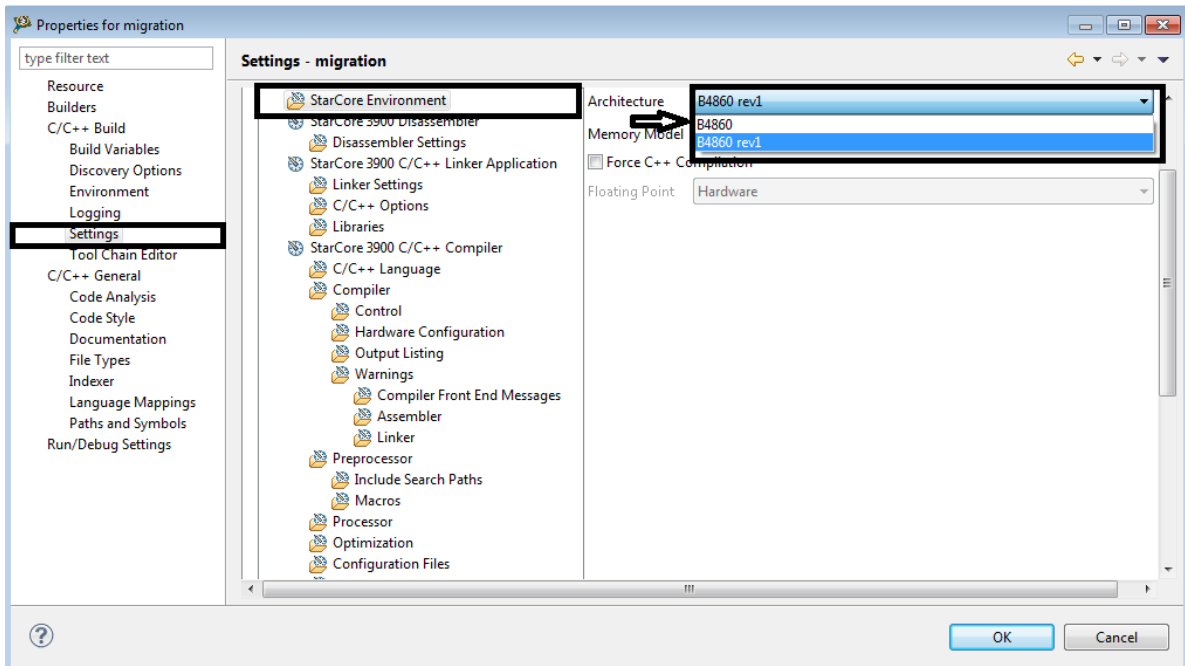 Properties for migration
type filter text
Resource
Builders
C/C++ Build
Build Variables
Discovery Options
Environment
Logging
Settings
Tool Chain Editor
C/C++ General
Code Analysis
Code Style
Documentation
File Types
Indexer
Language Mappings
Paths and Symbols
Run/Debug Settings
Settings - migration
StarCore Environment
StarCore 3900 Disassembler
Disassembler Settings
StarCore 3900 C/C++ Linker Application
Linker Settings
C/C++ Options
Libraries
StarCore 3900 C/C++ Compiler
C/C++ Language
Compiler
Control
Hardware Configuration
Output Listing
Warnings
Compiler Front End Messages
Assembler
Linker
Preprocessor
Include Search Paths
Macros
Processor
Optimization
Configuration Files
Architecture B4860 rev1
B4860
Memory Model B4860 rev1
Force C++ Compilation
Floating Point Hardware
OK Cancel